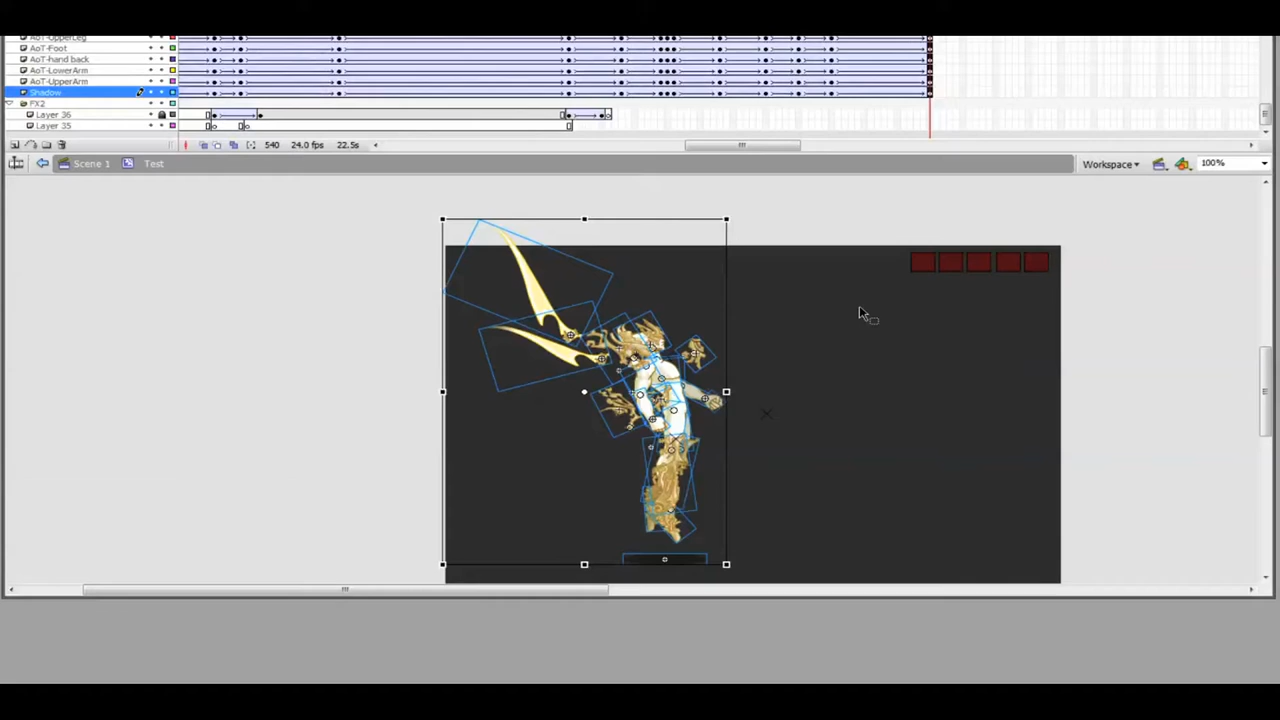 AoT-UpperLeg
AoT-Foot
AoT-hand back
AoT-LowerArm
AoT-UpperArm
Shadow
FX2
Layer 36
Layer 35
540 24.0 fps 22.5s
Scene 1 Test Workspace 100%